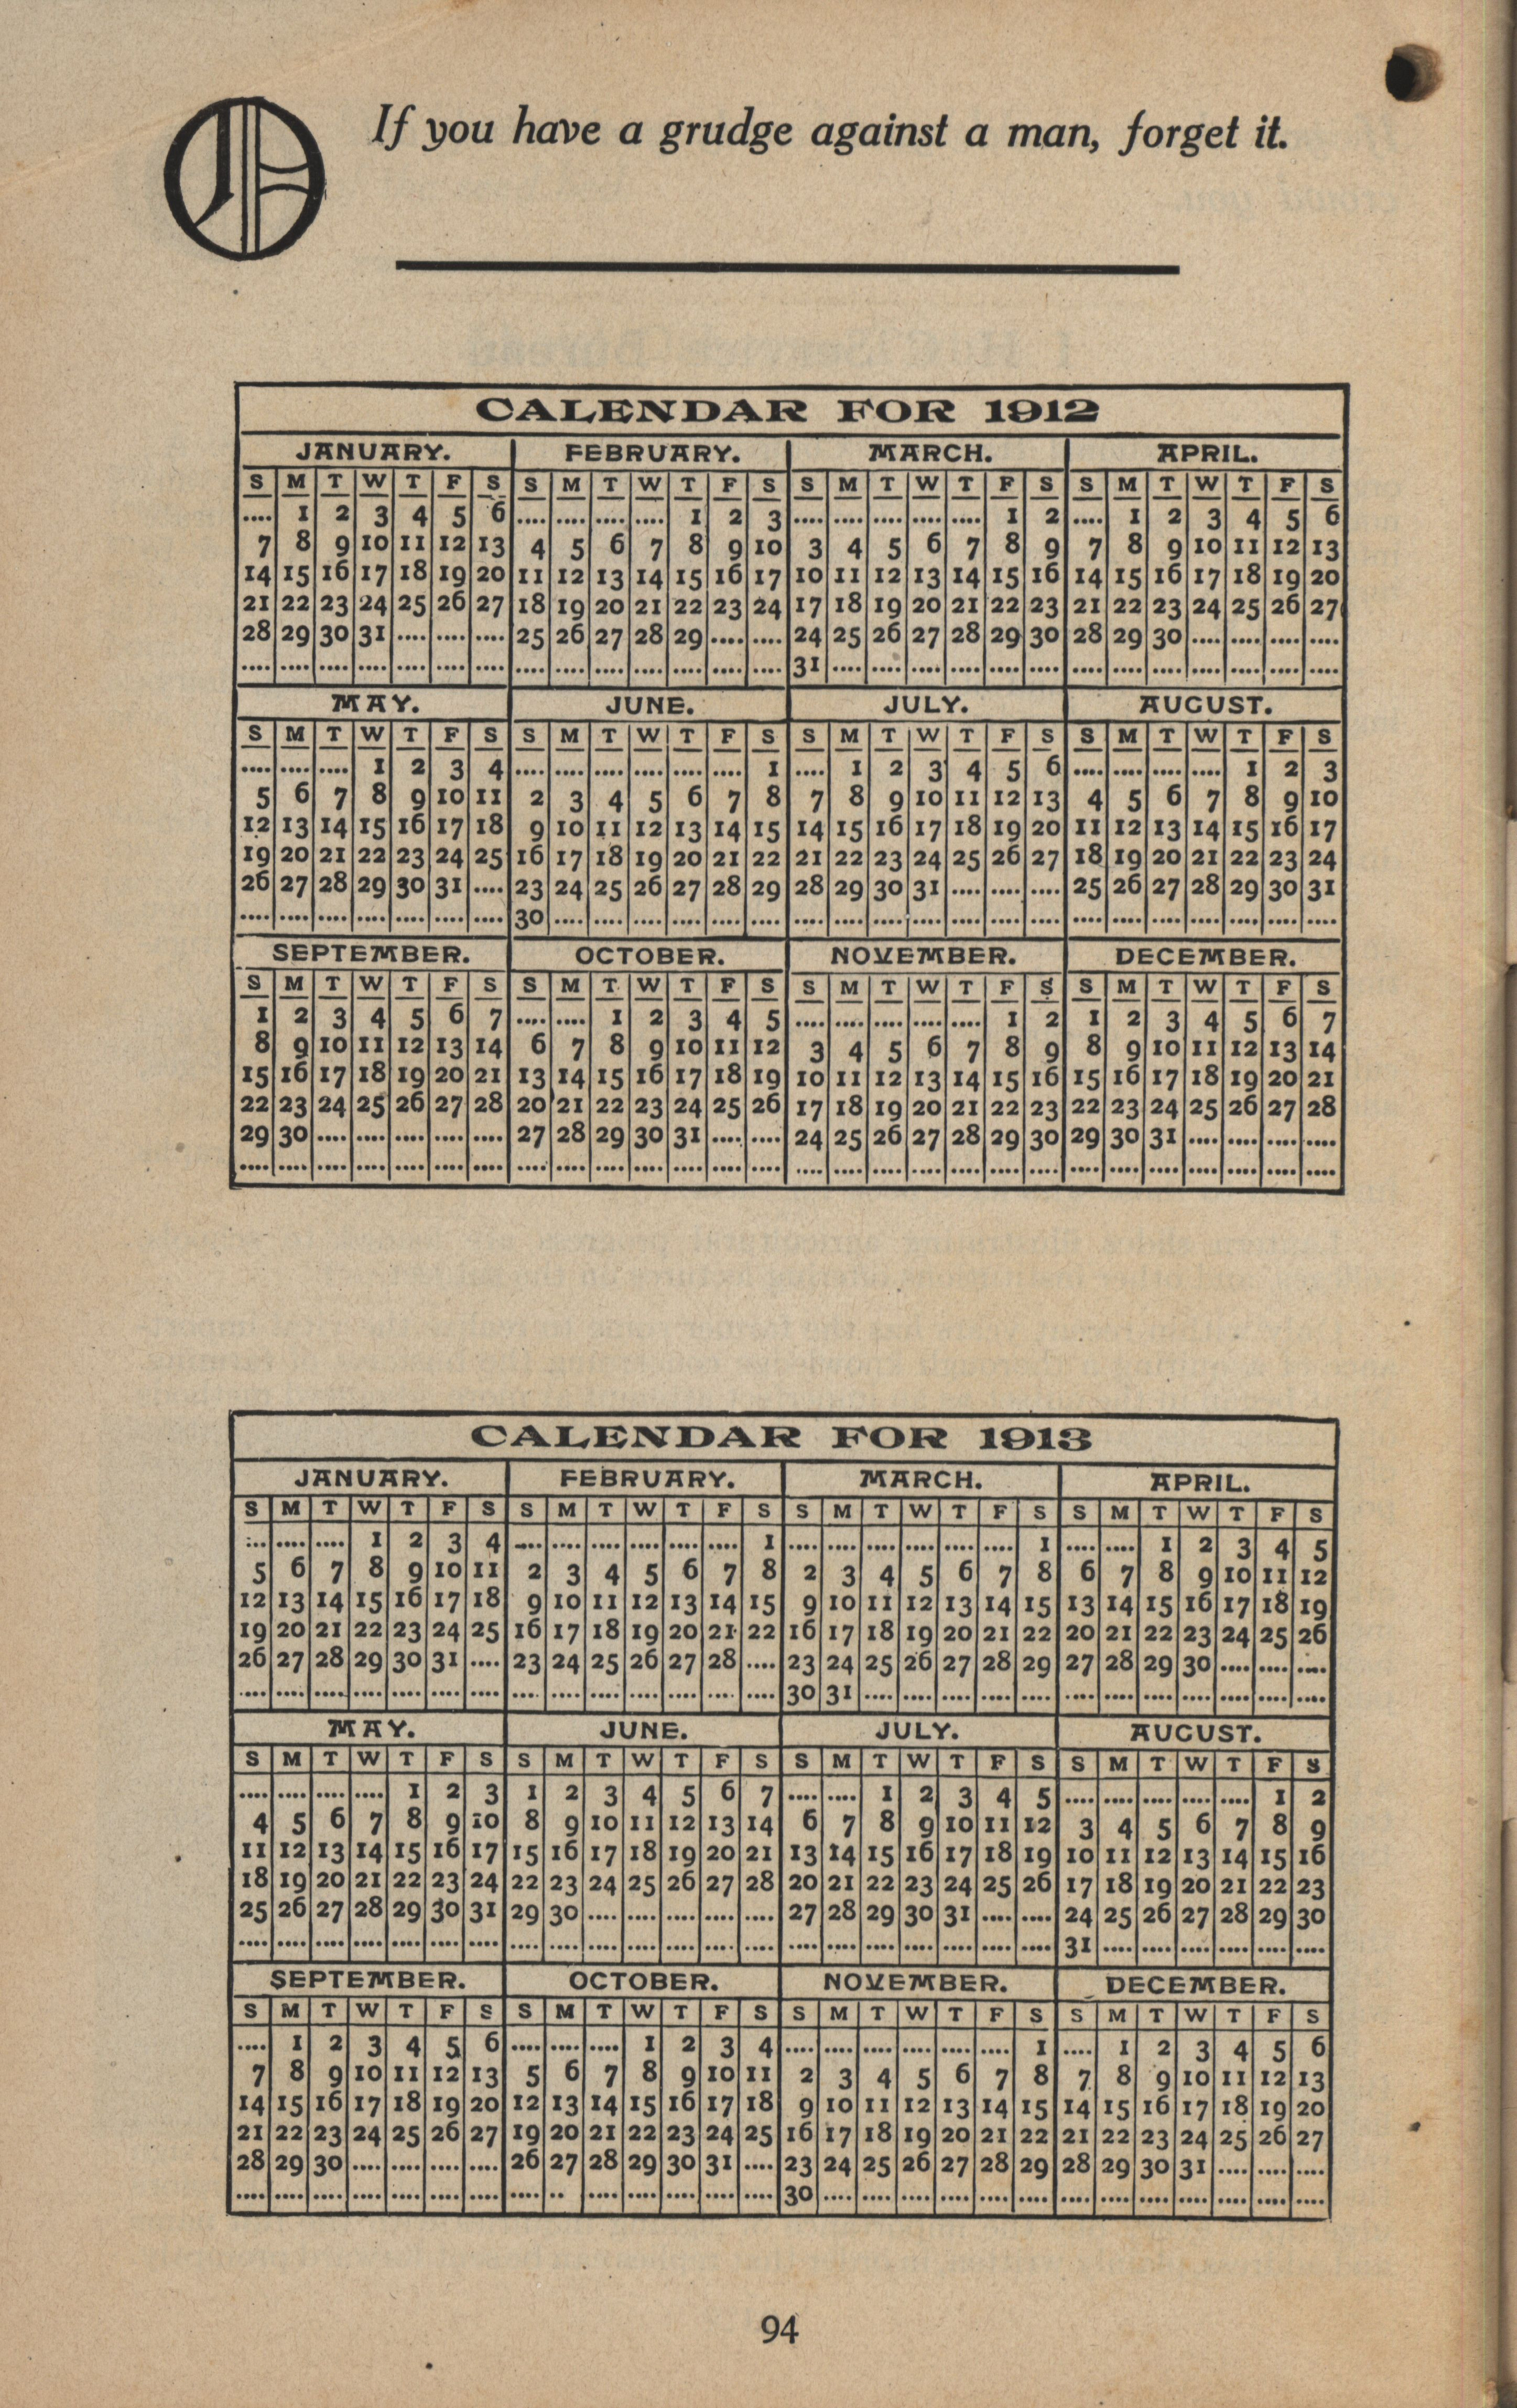 If you have a grudge against a man, forget it.
CALENDAR FOR 1912
JANUARY. FEBRUARY. MARCH. APRIL.
S M T W T F S S M T W T F S S M T W T F S S M T W T F S
.... 1 2 3 4 5 6 .... .... .... .... 1 2 3 .... .... .... .... .... 1 2 .... 1 2 3 4 5 6
7 8 9 10 11 12 13 4 5 6 7 8 9 10 3 4 5 6 7 8 9 7 8 9 10 11 12 13
14 15 16 17 18 19 20 11 12 13 14 15 16 17 10 11 12 13 14 15 16 14 15 16 17 18 19 20
21 22 23 24 25 26 27 18 19 20 21 22 23 24 17 18 19 20 21 22 23 21 22 23 24 25 26 27
28 29 30 31 .... .... .... 25 26 27 28 29 .... .... 24 25 26 27 28 29 30 28 29 30 .... .... .... ....
.... .... .... .... .... .... .... .... .... .... .... .... .... .... 31 .... .... .... .... .... .... .... .... .... .... .... .... ....
MAY. JUNE. JULY. AUGUST.
S M T W T F S S M T W T F S S M T W T F S S M T W T F S
.... .... .... 1 2 3 4 .... .... .... .... .... .... 1 .... 1 2 3 4 5 6 .... .... .... .... 1 2 3
5 6 7 8 9 10 11 2 3 4 5 6 7 8 7 8 9 10 11 12 13 4 5 6 7 8 9 10
12 13 14 15 16 17 18 9 10 11 12 13 14 15 14 15 16 17 18 19 20 11 12 13 14 15 16 17
19 20 21 22 23 24 25 16 17 18 19 20 21 22 21 22 23 24 25 26 27 18 19 20 21 22 23 24
26 27 28 29 30 31 .... 23 24 25 26 27 28 29 28 29 30 31 .... .... .... 25 26 27 28 29 30 31
.... .... .... .... .... .... .... 30 .... .... .... .... .... .... .... .... .... .... .... .... .... .... .... .... .... .... .... ....
SEPTEMBER. OCTOBER. NOVEMBER. DECEMBER.
S M T W T F S S M T W T F S S M T W T F S S M T W T F S
1 2 3 4 5 6 7 .... .... 1 2 3 4 5 .... .... .... .... .... 1 2 1 2 3 4 5 6 7
8 9 10 11 12 13 14 6 7 8 9 10 11 12 3 4 5 6 7 8 9 8 9 10 11 12 13 14
15 16 17 18 19 20 21 13 14 15 16 17 18 19 10 11 12 13 14 15 16 15 16 17 18 19 20 21
22 23 24 25 26 27 28 20 21 22 23 24 25 26 17 18 19 20 21 22 23 22 23 24 25 26 27 28
29 30 .... .... .... .... .... 27 28 29 30 31 .... .... 24 25 26 27 28 29 30 29 30 31 .... .... .... ....
.... .... .... .... .... .... .... .... .... .... .... .... .... .... .... .... .... .... .... .... .... .... .... .... .... .... .... ....
CALENDAR FOR 1913
JANUARY. FEBRUARY. MARCH. APRIL.
S M T W T F S S M T W T F S S M T W T F S S M T W T F S
.... .... .... 1 2 3 4 .... .... .... .... .... .... 1 .... .... .... .... .... .... 1 .... .... 1 2 3 4 5
5 6 7 8 9 10 11 2 3 4 5 6 7 8 2 3 4 5 6 7 8 6 7 8 9 10 11 12
12 13 14 15 16 17 18 9 10 11 12 13 14 15 9 10 11 12 13 14 15 13 14 15 16 17 18 19
19 20 21 22 23 24 25 16 17 18 19 20 21 22 16 17 18 19 20 21 22 20 21 22 23 24 25 26
26 27 28 29 30 31 .... 23 24 25 26 27 28 .... 23 24 25 26 27 28 29 27 28 29 30 .... .... ....
.... .... .... .... .... .... .... .... .... .... .... .... .... .... 30 31 .... .... .... .... .... .... .... .... .... .... .... ....
MAY. JUNE. JULY. AUGUST.
S M T W T F S S M T W T F S S M T W T F S S M T W T F S
.... .... .... .... 1 2 3 1 2 3 4 5 6 7 .... .... 1 2 3 4 5 .... .... .... .... .... 1 2
4 5 6 7 8 9 10 8 9 10 11 12 13 14 6 7 8 9 10 11 12 3 4 5 6 7 8 9
11 12 13 14 15 16 17 15 16 17 18 19 20 21 13 14 15 16 17 18 19 10 11 12 13 14 15 16
18 19 20 21 22 23 24 22 23 24 25 26 27 28 20 21 22 23 24 25 26 17 18 19 20 21 22 23
25 26 27 28 29 30 31 29 30 .... .... .... .... .... 27 28 29 30 31 .... .... 24 25 26 27 28 29 30
.... .... .... .... .... .... .... .... .... .... .... .... .... .... .... .... .... .... .... .... .... 31 .... .... .... .... .... ....
SEPTEMBER. OCTOBER. NOVEMBER. DECEMBER.
S M T W T F S S M T W T F S S M T W T F S S M T W T F S
.... 1 2 3 4 5 6 .... .... .... 1 2 3 4 .... .... .... .... .... .... 1 .... 1 2 3 4 5 6
7 8 9 10 11 12 13 5 6 7 8 9 10 11 2 3 4 5 6 7 8 7 8 9 10 11 12 13
14 15 16 17 18 19 20 12 13 14 15 16 17 18 9 10 11 12 13 14 15 14 15 16 17 18 19 20
21 22 23 24 25 26 27 19 20 21 22 23 24 25 16 17 18 19 20 21 22 21 22 23 24 25 26 27
28 29 30 .... .... .... .... 26 27 28 29 30 31 .... 23 24 25 26 27 28 29 28 29 30 31 .... .... ....
.... .... .... .... .... .... .... .... .. .... .... .... .... .... 30 .... .... .... .... .... .... .... .... .... .... .... .... ....
94